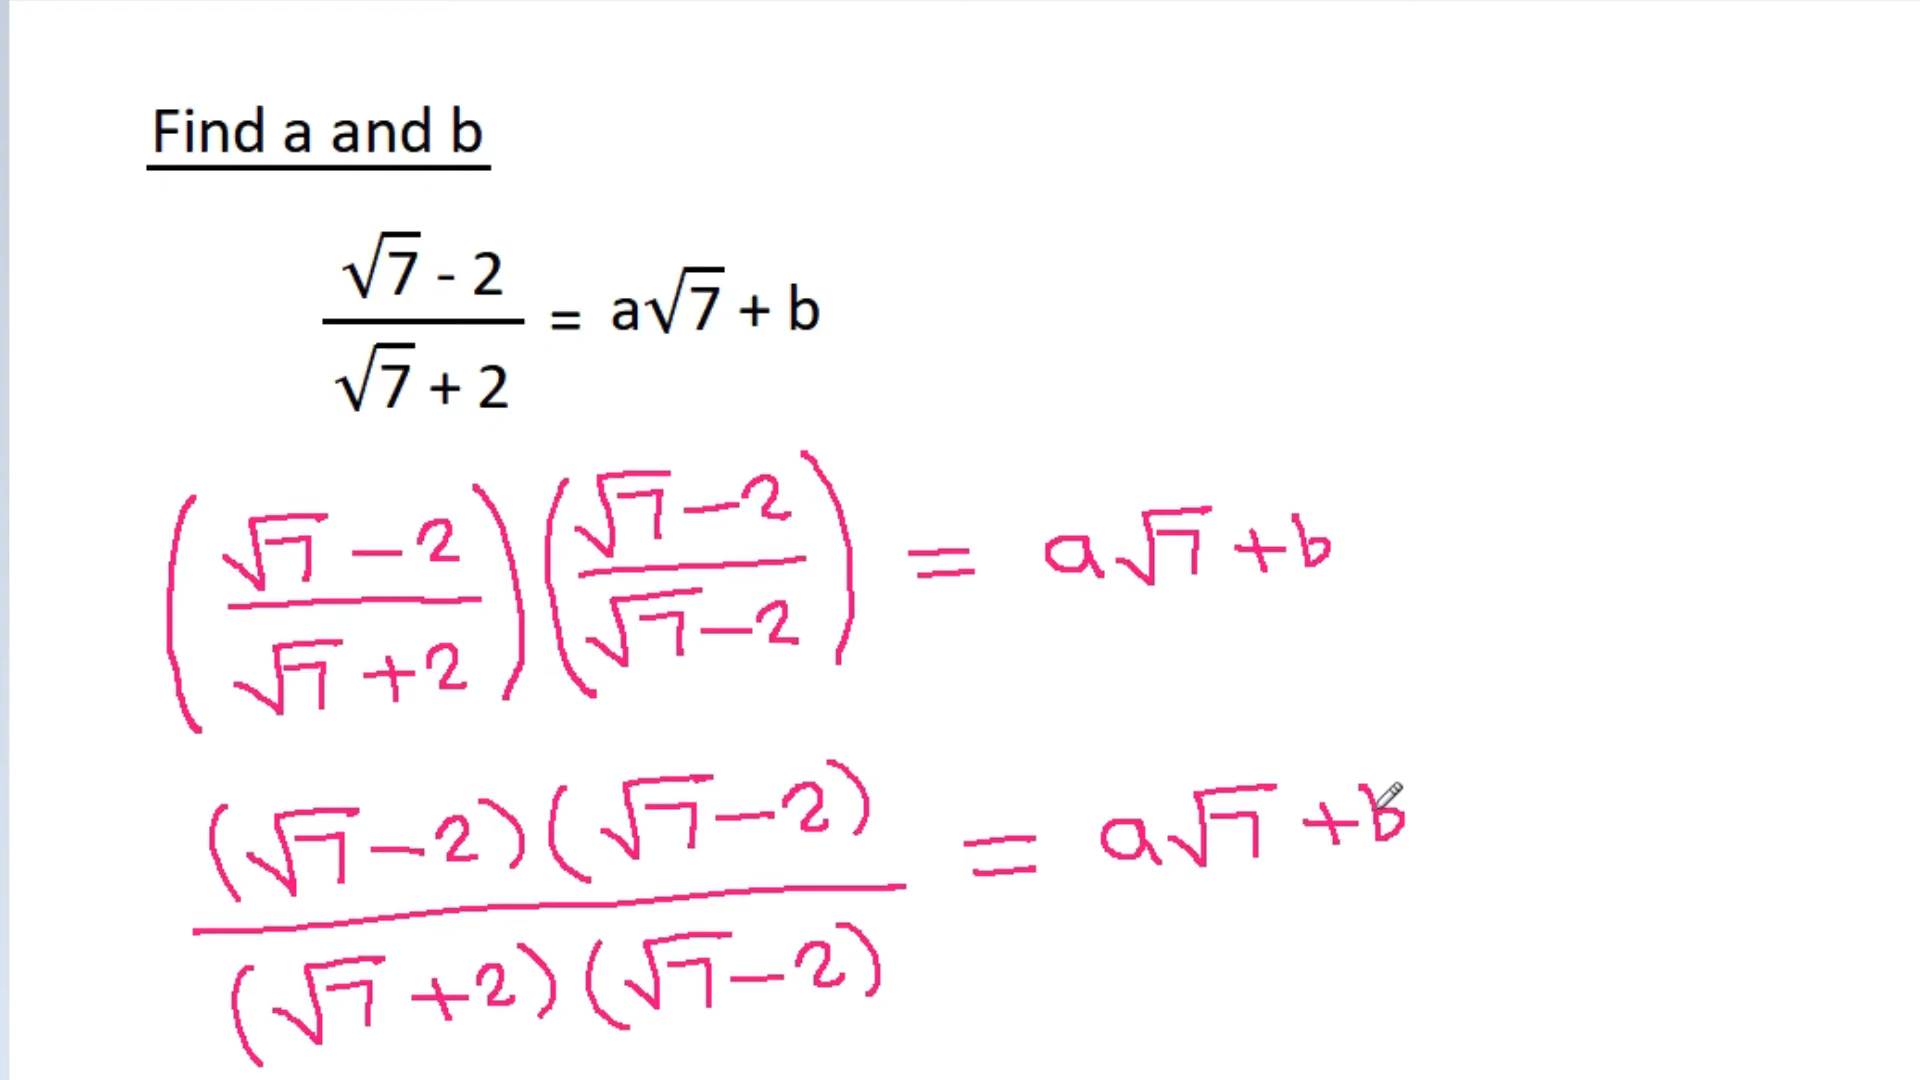 Find a and b
√7 - 2
= a√7 + b
√7 + 2
(√7 - 2 / √7 + 2) (√7 - 2 / √7 - 2) = a√7 + b
(√7 - 2)(√7 - 2) = a√7 + b
(√7 + 2)(√7 - 2)